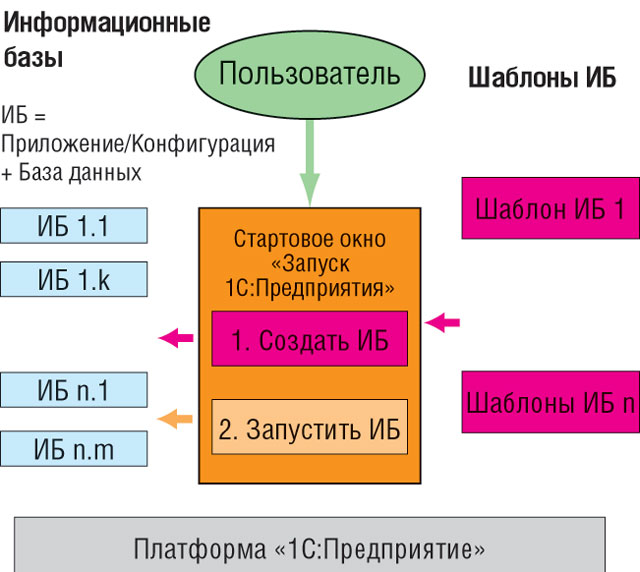 Информационные
базы
Пользователь
Шаблоны ИБ
ИБ =
Приложение/Конфигурация
+ База данных
ИБ 1.1
ИБ 1.k
ИБ n.1
ИБ n.m
Стартовое окно
«Запуск
1С:Предприятия»
1. Создать ИБ
2. Запустить ИБ
Шаблон ИБ 1
Шаблоны ИБ n
Платформа «1С:Предприятие»